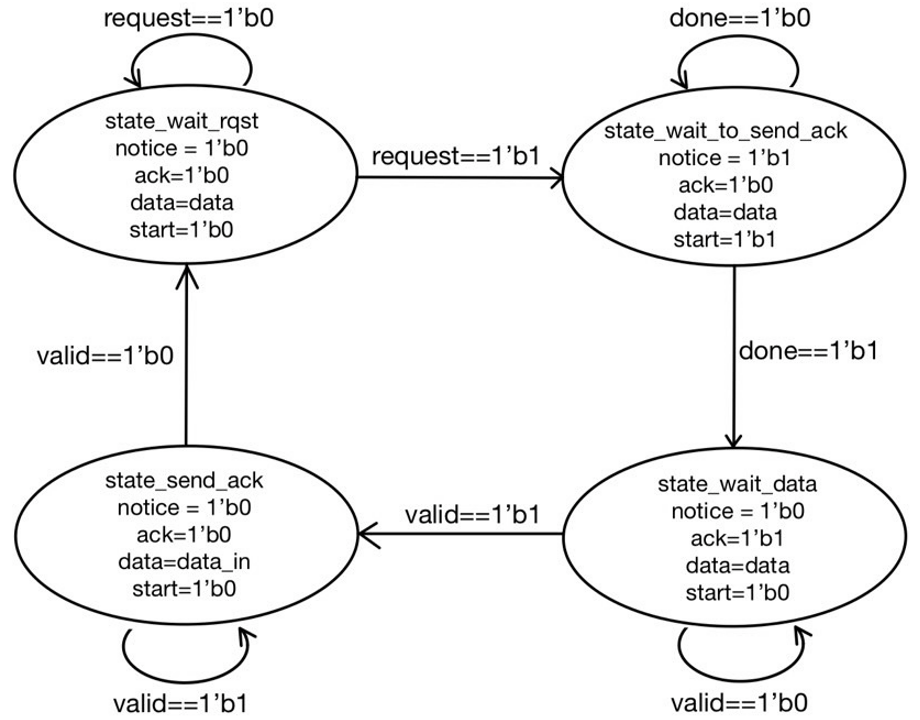 request==1’b0
done==1’b0
state_wait_rqst
notice = 1’b0
ack=1’b0
data=data
start=1’b0
request==1’b1
state_wait_to_send_ack
notice = 1’b1
ack=1’b0
data=data
start=1’b1
valid==1’b0
done==1’b1
state_send_ack
notice = 1’b0
ack=1’b0
data=data_in
start=1’b0
valid==1’b1
state_wait_data
notice = 1’b0
ack=1’b1
data=data
start=1’b0
valid==1’b1
valid==1’b0